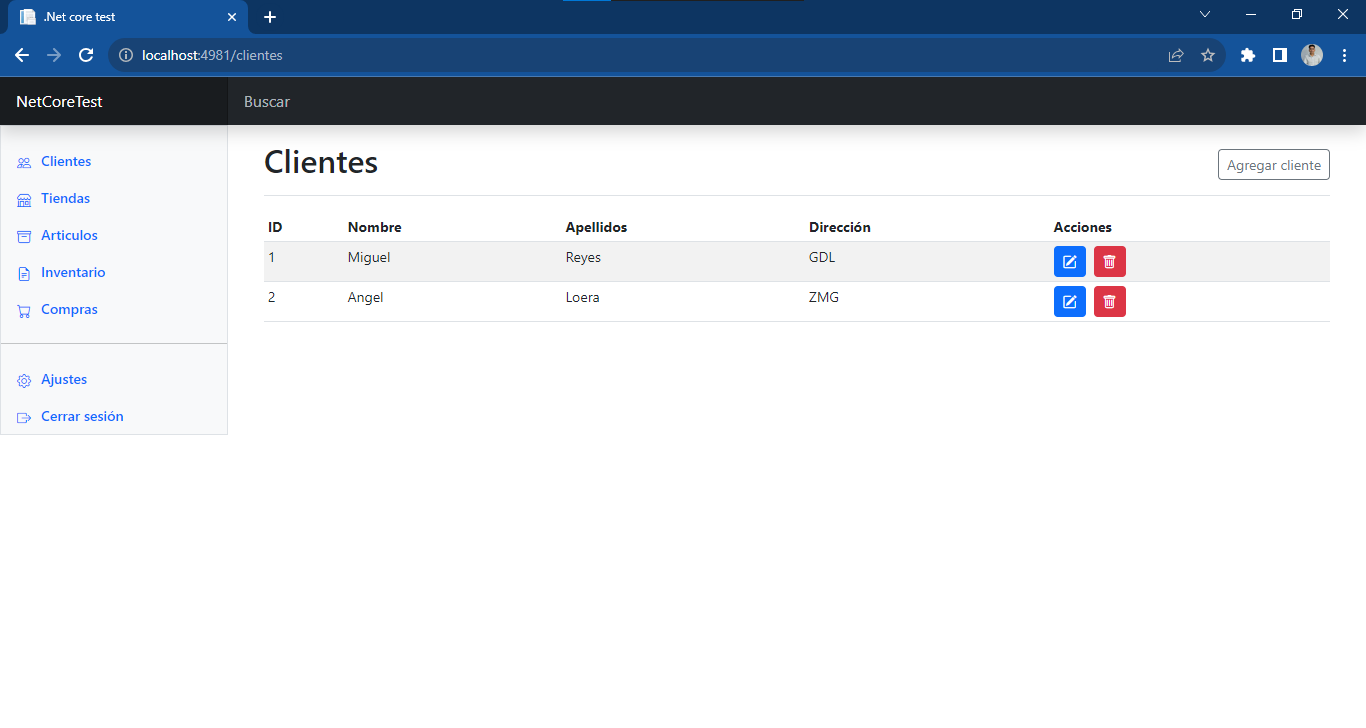 .Net core test
localhost:4981/clientes
NetCoreTest
Buscar
Clientes
Tiendas
Articulos
Inventario
Compras
Ajustes
Cerrar sesión
Clientes
Agregar cliente
ID Nombre Apellidos Dirección Acciones
1 Miguel Reyes GDL
2 Angel Loera ZMG